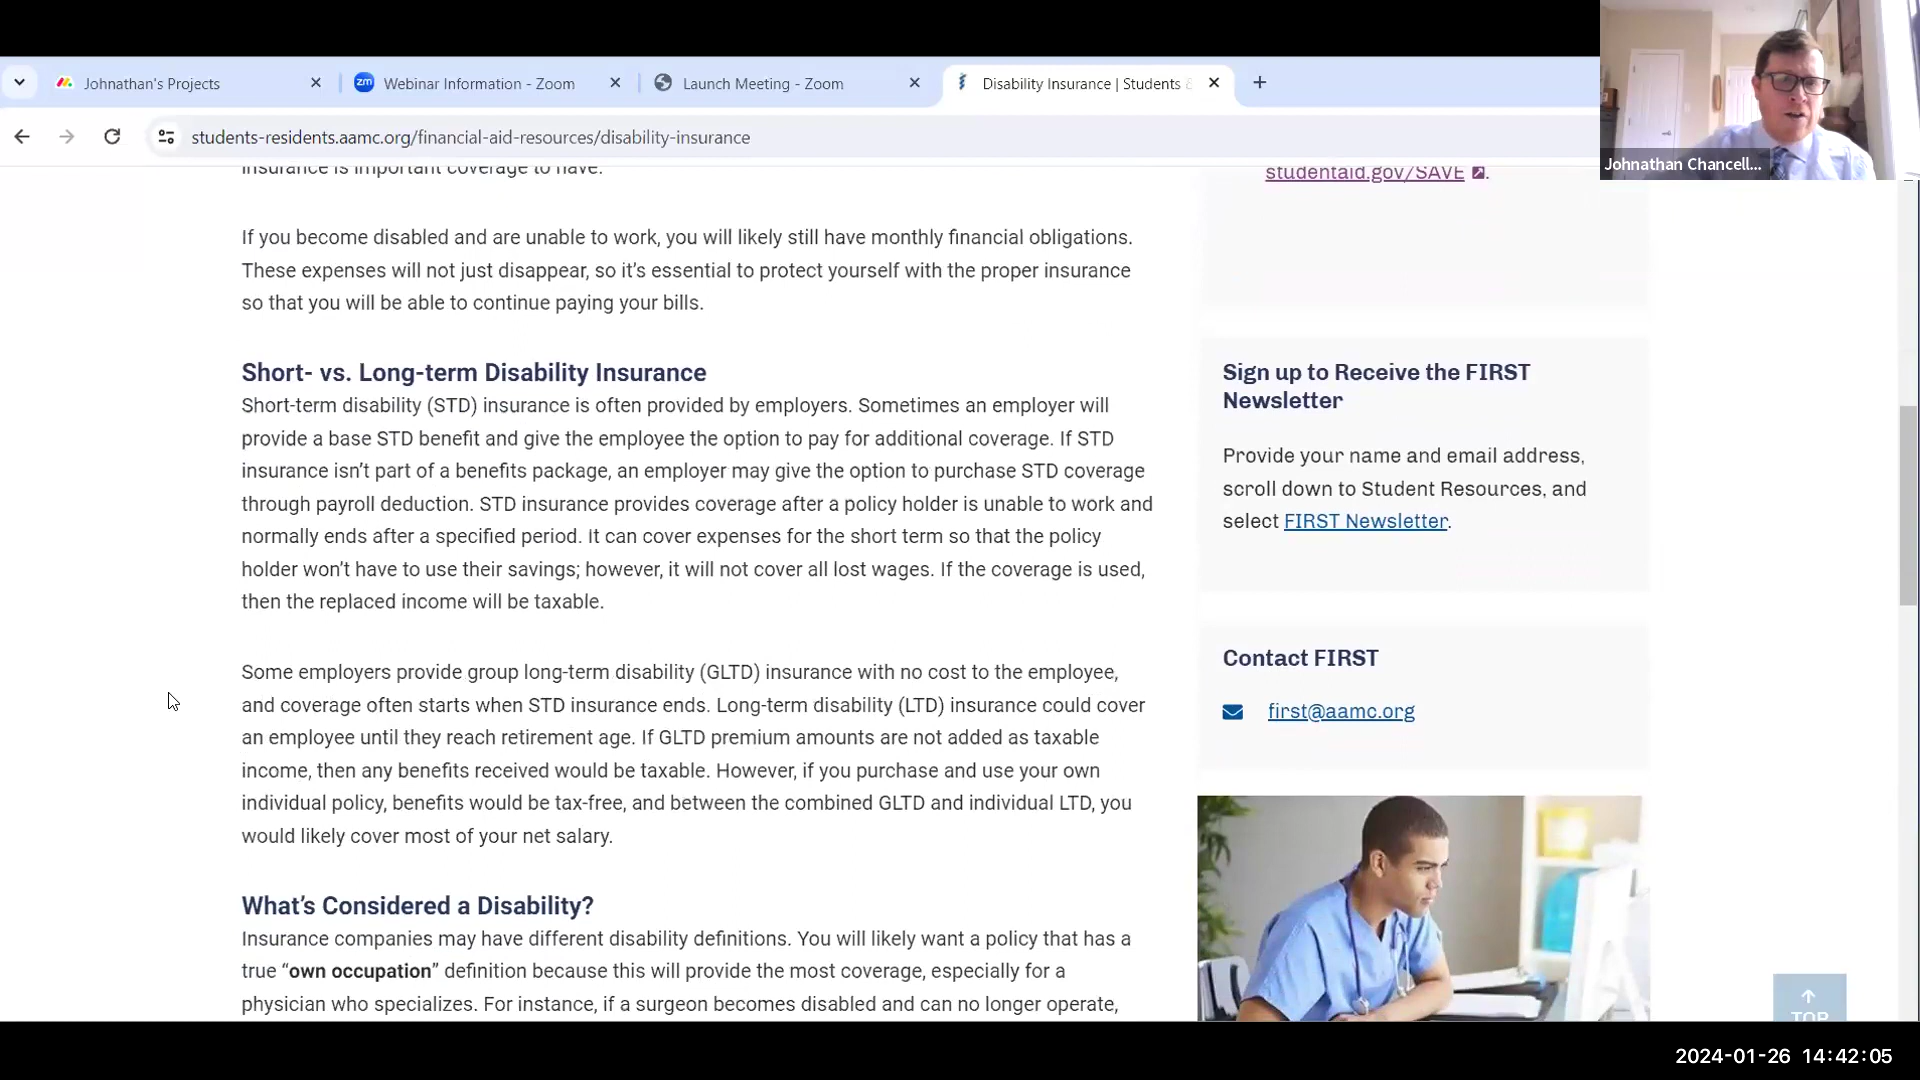 Johnathan's Projects
Webinar Information - Zoom
Launch Meeting - Zoom
Disability Insurance | Students &
students-residents.aamc.org/financial-aid-resources/disability-insurance
Johnathan Chancell...
insurance is important coverage to have.
If you become disabled and are unable to work, you will likely still have monthly financial obligations.
These expenses will not just disappear, so it’s essential to protect yourself with the proper insurance
so that you will be able to continue paying your bills.
Short- vs. Long-term Disability Insurance
Short-term disability (STD) insurance is often provided by employers. Sometimes an employer will
provide a base STD benefit and give the employee the option to pay for additional coverage. If STD
insurance isn’t part of a benefits package, an employer may give the option to purchase STD coverage
through payroll deduction. STD insurance provides coverage after a policy holder is unable to work and
normally ends after a specified period. It can cover expenses for the short term so that the policy
holder won’t have to use their savings; however, it will not cover all lost wages. If the coverage is used,
then the replaced income will be taxable.
Some employers provide group long-term disability (GLTD) insurance with no cost to the employee,
and coverage often starts when STD insurance ends. Long-term disability (LTD) insurance could cover
an employee until they reach retirement age. If GLTD premium amounts are not added as taxable
income, then any benefits received would be taxable. However, if you purchase and use your own
individual policy, benefits would be tax-free, and between the combined GLTD and individual LTD, you
would likely cover most of your net salary.
What’s Considered a Disability?
Insurance companies may have different disability definitions. You will likely want a policy that has a
true “own occupation” definition because this will provide the most coverage, especially for a
physician who specializes. For instance, if a surgeon becomes disabled and can no longer operate,
studentaid.gov/SAVE.
Sign up to Receive the FIRST
Newsletter
Provide your name and email address,
scroll down to Student Resources, and
select FIRST Newsletter.
Contact FIRST
first@aamc.org
TOP
2024-01-26 14:42:05